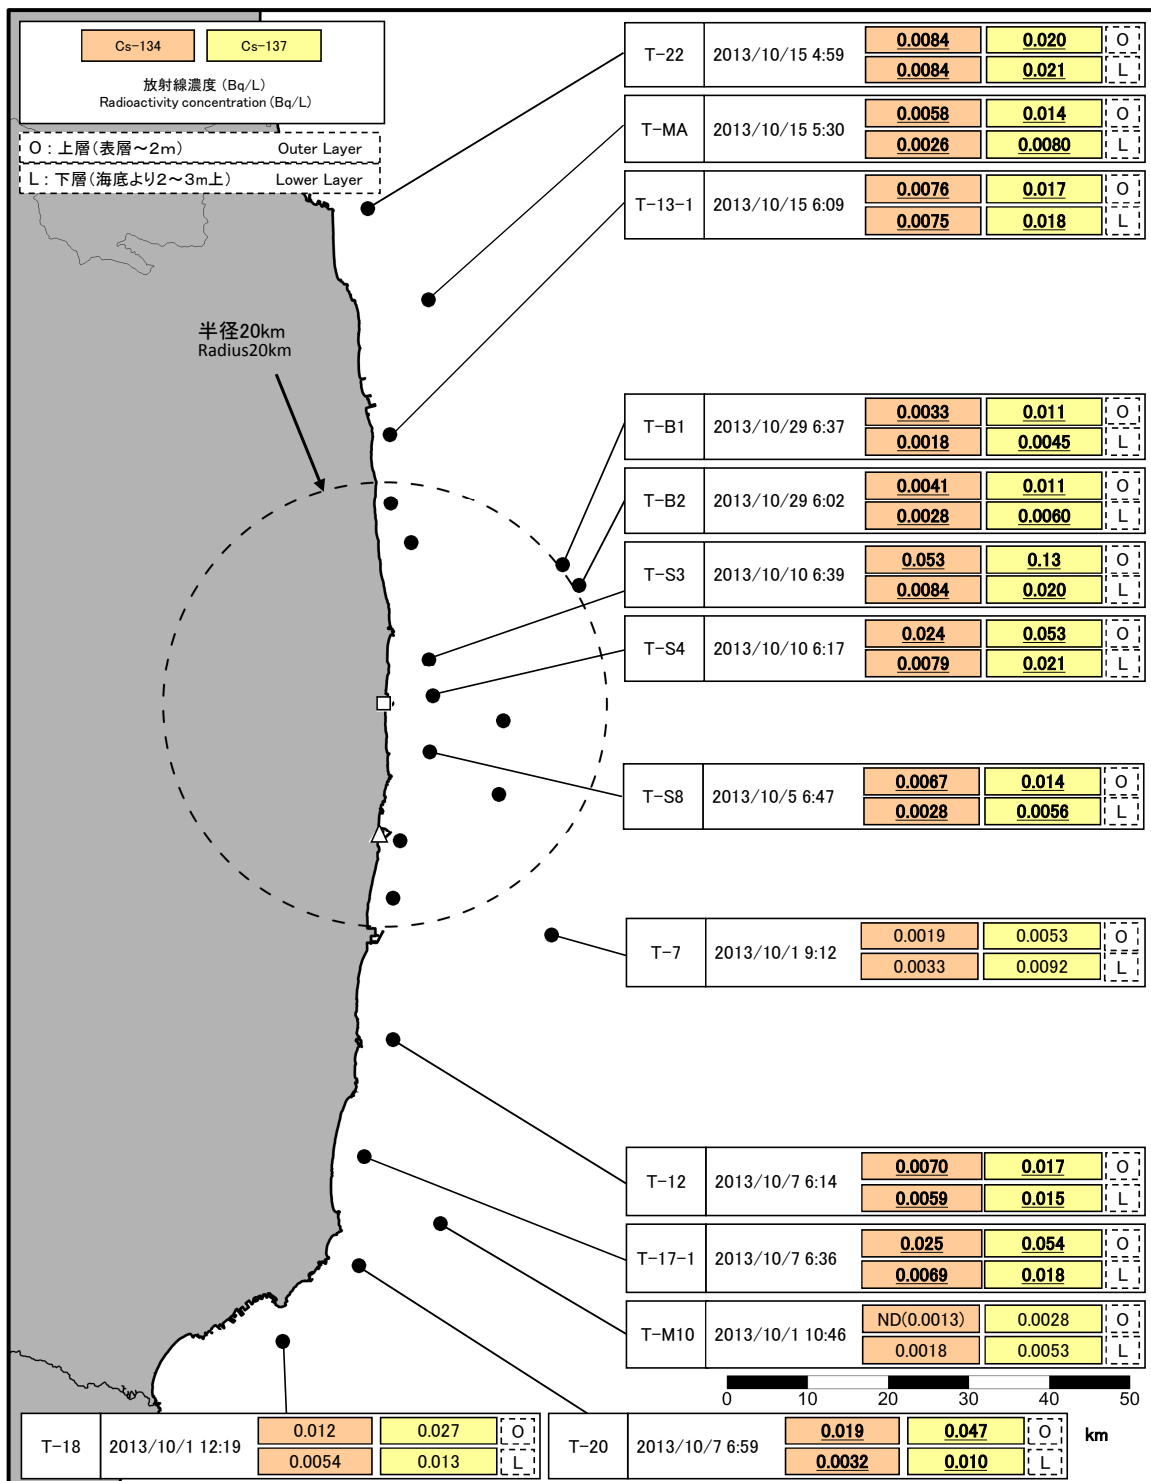 Cs-134 Cs-137
放射線濃度 (Bq/L)
Radioactivity concentration (Bq/L)
O : 上層(表層～2m) Outer Layer
L : 下層(海底より2～3m上) Lower Layer
半径20km
Radius20km
T-22 2013/10/15 4:59 0.0084 0.020 O
0.0084 0.021 L
T-MA 2013/10/15 5:30 0.0058 0.014 O
0.0026 0.0080 L
T-13-1 2013/10/15 6:09 0.0076 0.017 O
0.0075 0.018 L
T-B1 2013/10/29 6:37 0.0033 0.011 O
0.0018 0.0045 L
T-B2 2013/10/29 6:02 0.0041 0.011 O
0.0028 0.0060 L
T-S3 2013/10/10 6:39 0.053 0.13 O
0.0084 0.020 L
T-S4 2013/10/10 6:17 0.024 0.053 O
0.0079 0.021 L
T-S8 2013/10/5 6:47 0.0067 0.014 O
0.0028 0.0056 L
T-7 2013/10/1 9:12 0.0019 0.0053 O
0.0033 0.0092 L
T-12 2013/10/7 6:14 0.0070 0.017 O
0.0059 0.015 L
T-17-1 2013/10/7 6:36 0.025 0.054 O
0.0069 0.018 L
T-M10 2013/10/1 10:46 ND(0.0013) 0.0028 O
0.0018 0.0053 L
0 10 20 30 40 50
km
T-18 2013/10/1 12:19 0.012 0.027 O
0.0054 0.013 L
T-20 2013/10/7 6:59 0.019 0.047 O
0.0032 0.010 L